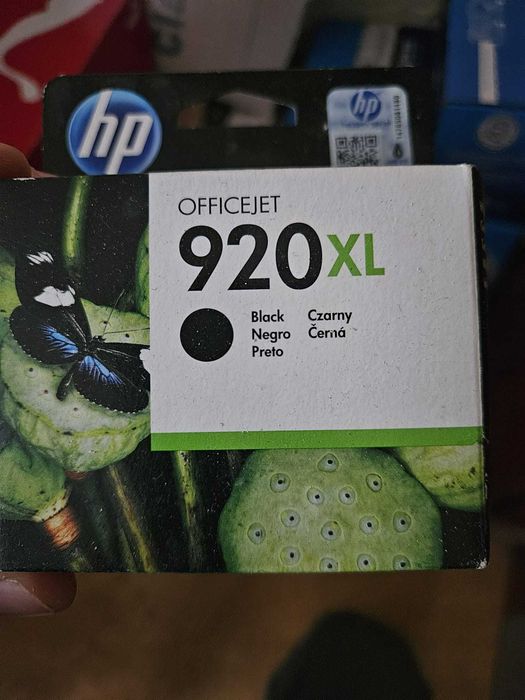 hp
hp
OFFICEJET
920XL
Black Czarny
Negro Černá
Preto